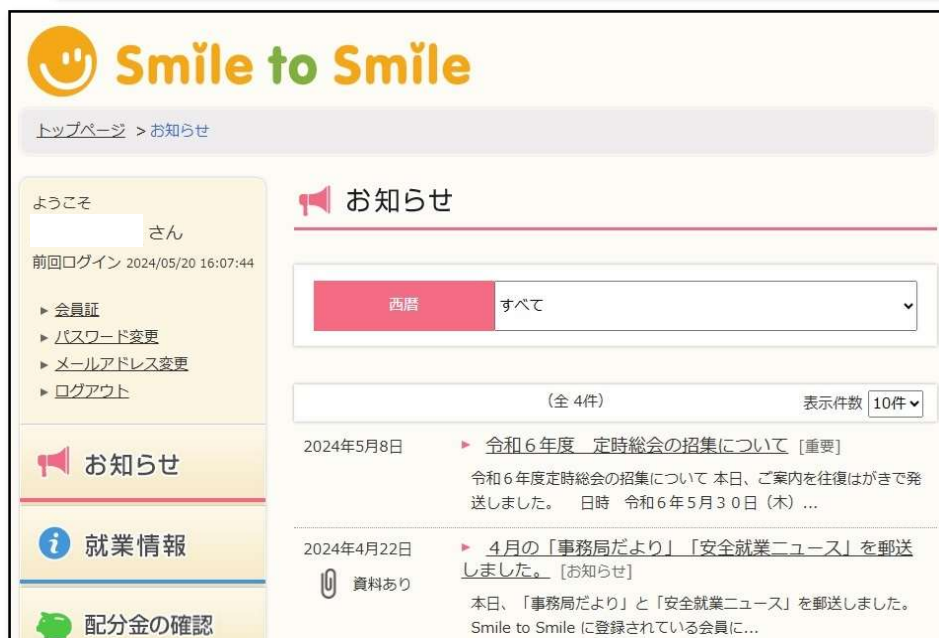 Smile to Smile
トップページ >お知らせ
ようこそ
さん
前回ログイン 2024/05/20 16:07:44
会員証
パスワード変更
メールアドレス変更
ログアウト
お知らせ
就業情報
配分金の確認
お知らせ
西暦 すべて
（全 4件） 表示件数 10件
2024年5月8日
令和６年度　定時総会の招集について [重要]
令和６年度定時総会の招集について 本日、ご案内を往復はがきで発
送しました。　日時　令和６年５月３０日（木）...
2024年4月22日
資料あり
４月の「事務局だより」「安全就業ニュース」を郵送
しました。 [お知らせ]
本日、「事務局だより」と「安全就業ニュース」を郵送しました。
Smile to Smile に登録されている会員に...